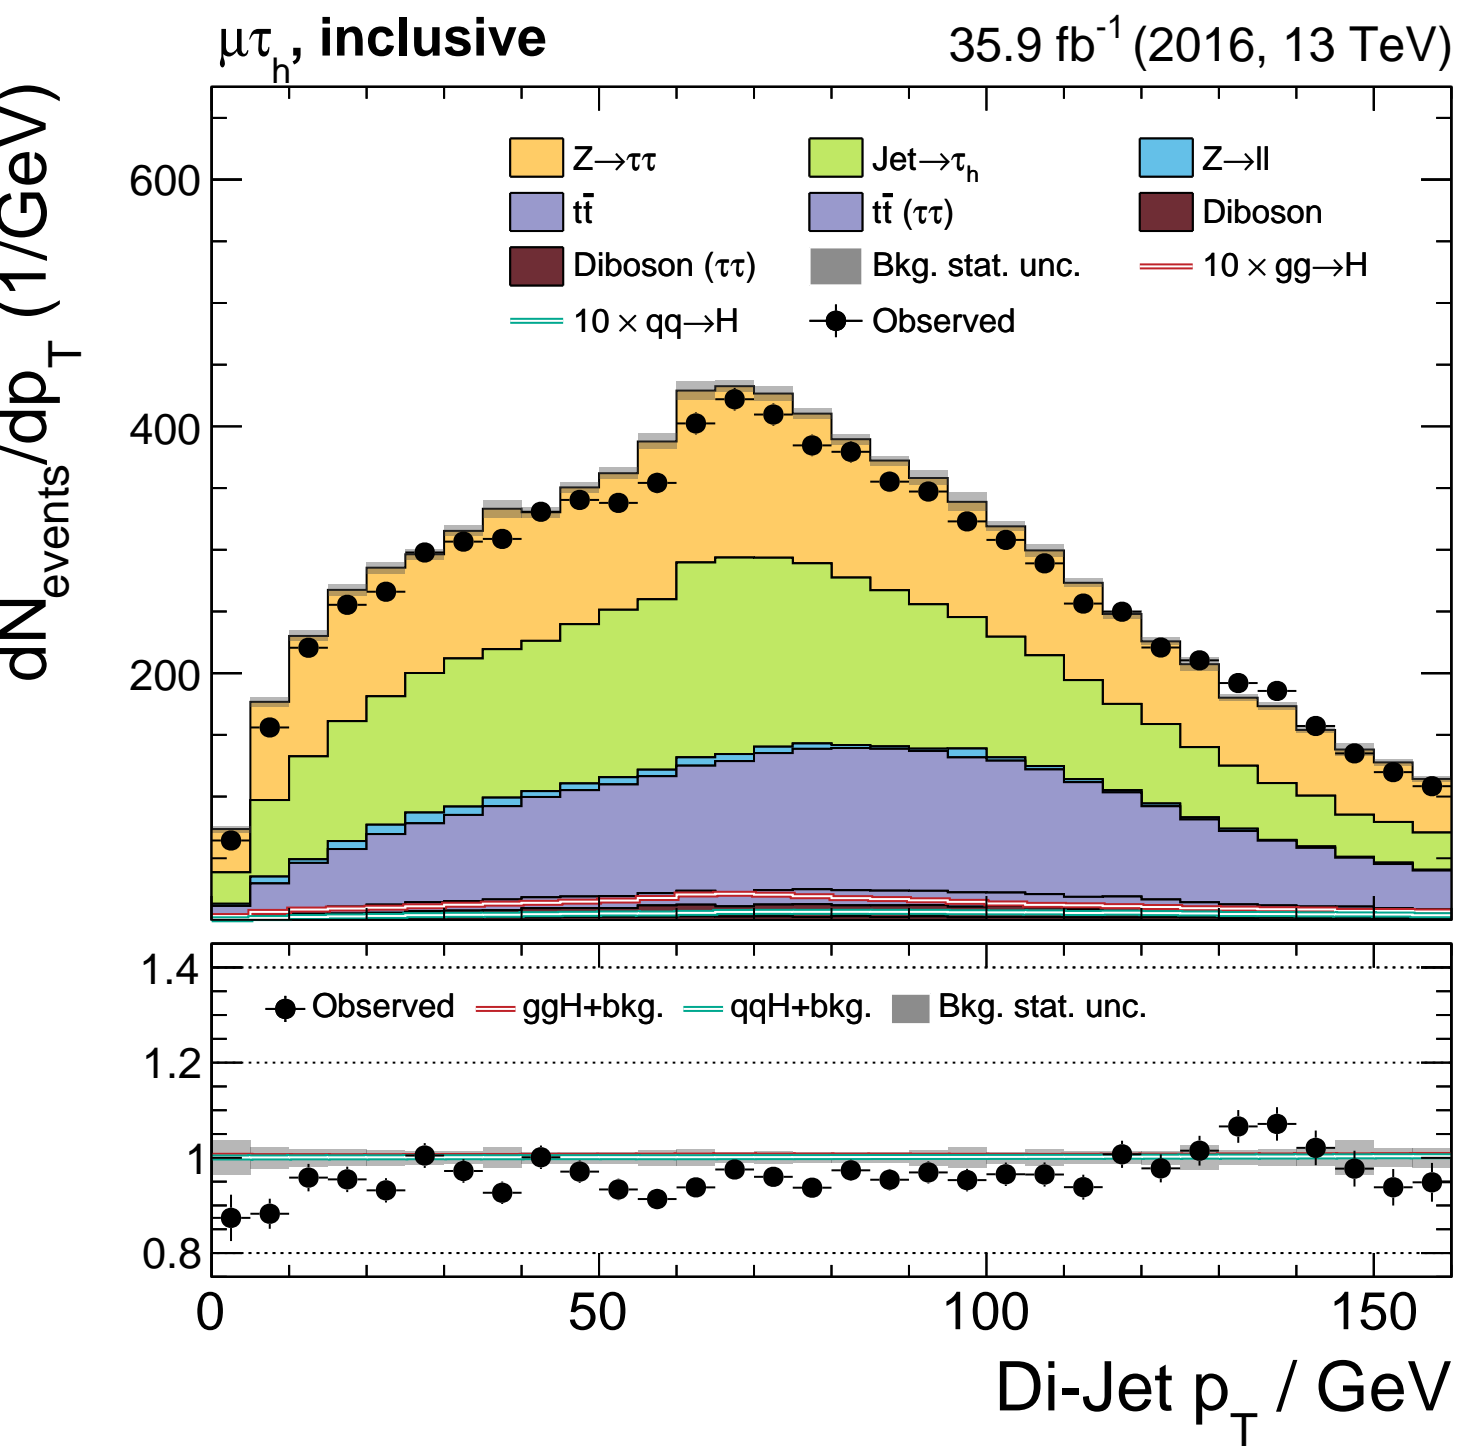 μτh, inclusive
35.9 fb-1 (2016, 13 TeV)
dNevents/dpT (1/GeV)
600
400
200
Z→ττ Jet→τh Z→ll
tt̄ tt̄ (ττ) Diboson
Diboson (ττ) Bkg. stat. unc. 10 × gg→H
10 × qq→H Observed
1.4
1.2
1
0.8
Observed ggH+bkg. qqH+bkg. Bkg. stat. unc.
0 50 100 150
Di-Jet pT / GeV